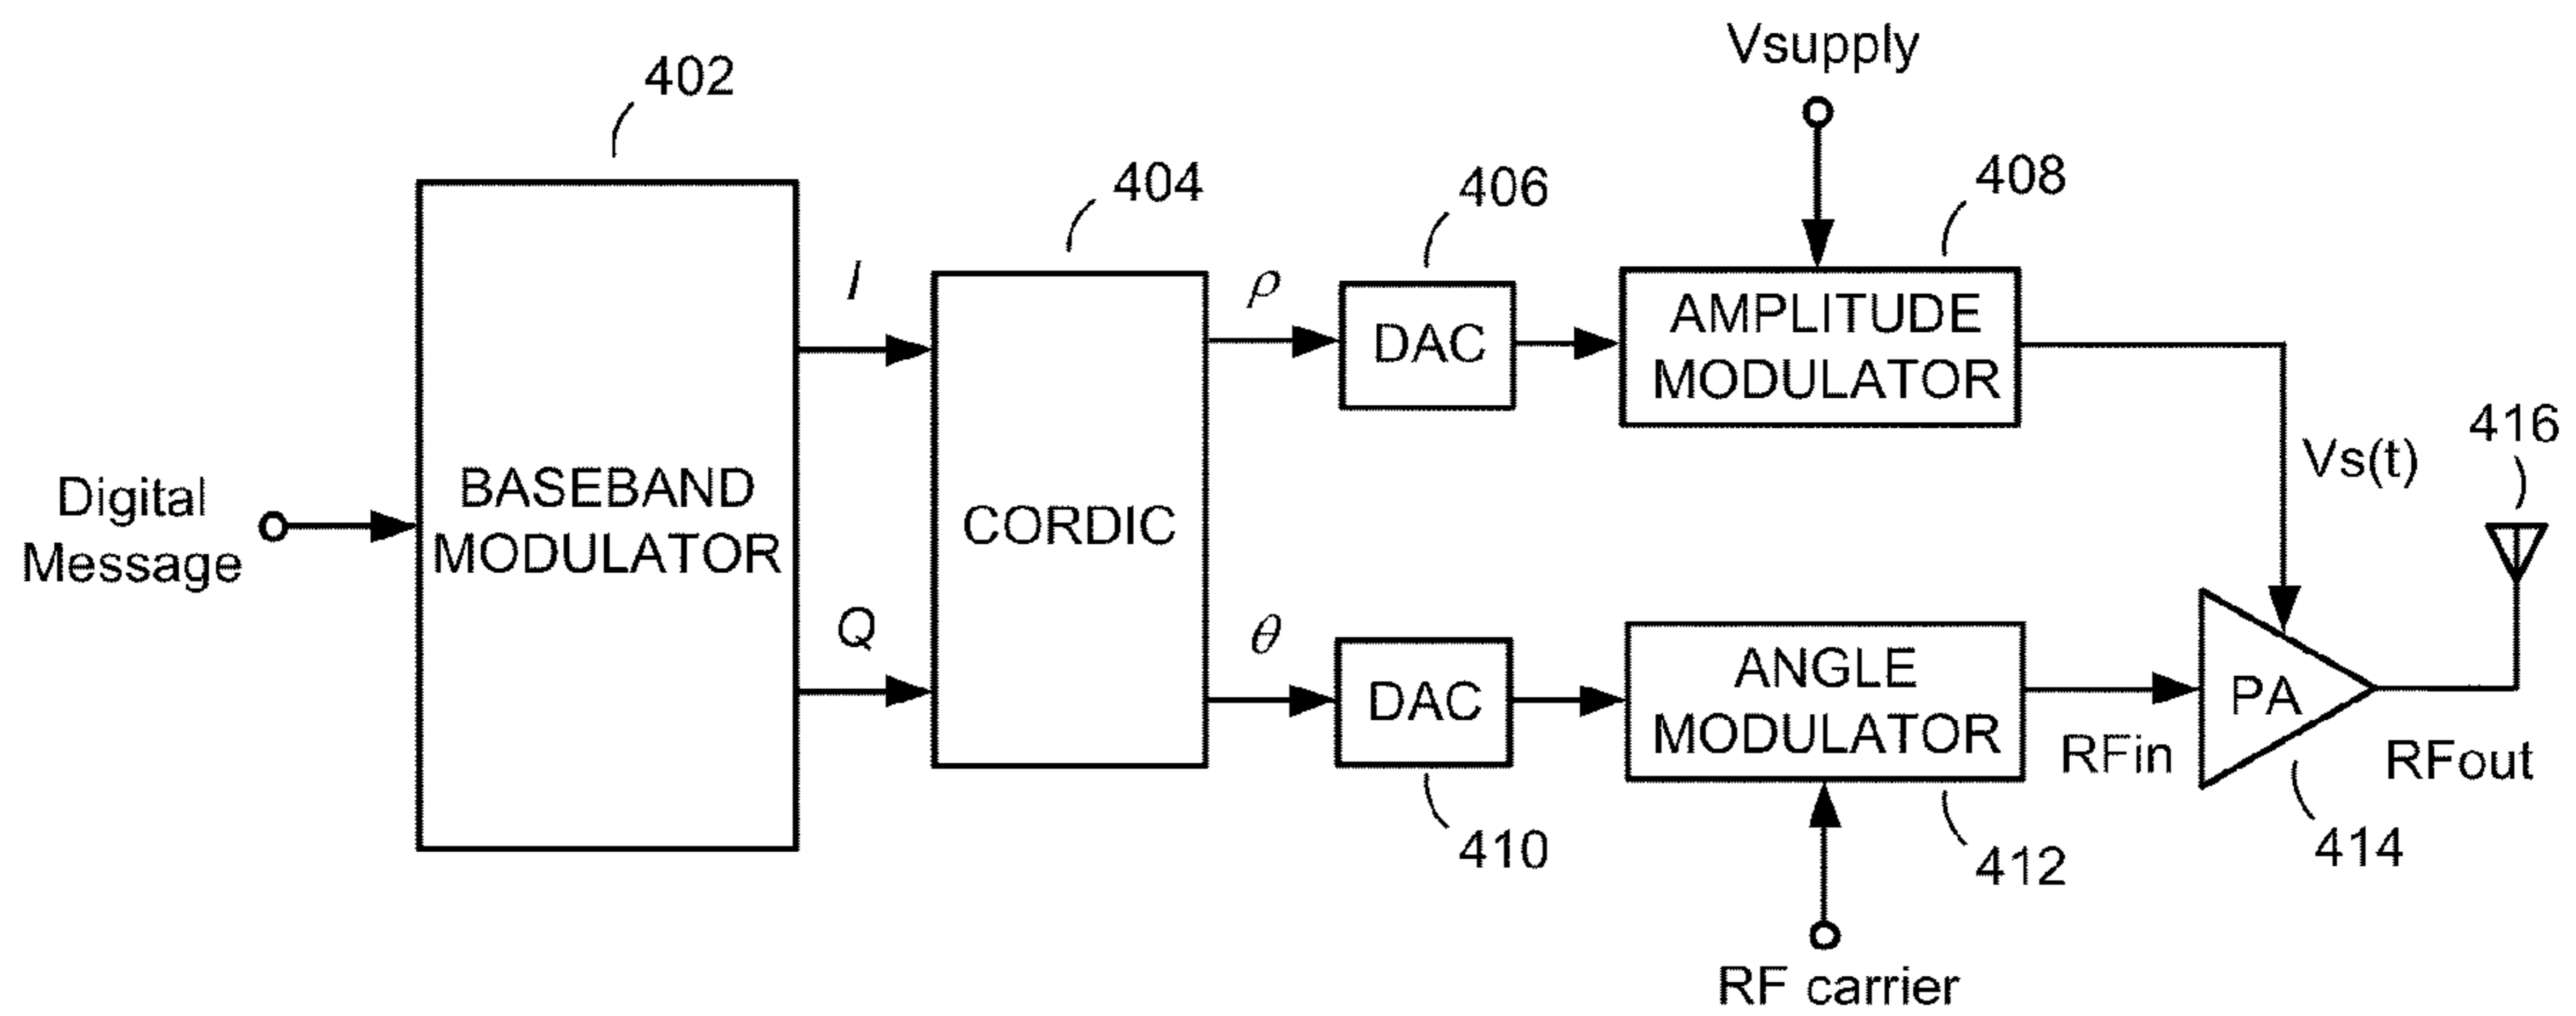 Vsupply
402
404
406
408
I
ρ
DAC
AMPLITUDE
MODULATOR
416
Vs(t)
Digital
Message
BASEBAND
MODULATOR
CORDIC
Q
θ
DAC
ANGLE
MODULATOR
RFin
PA
RFout
410
412
414
RF carrier